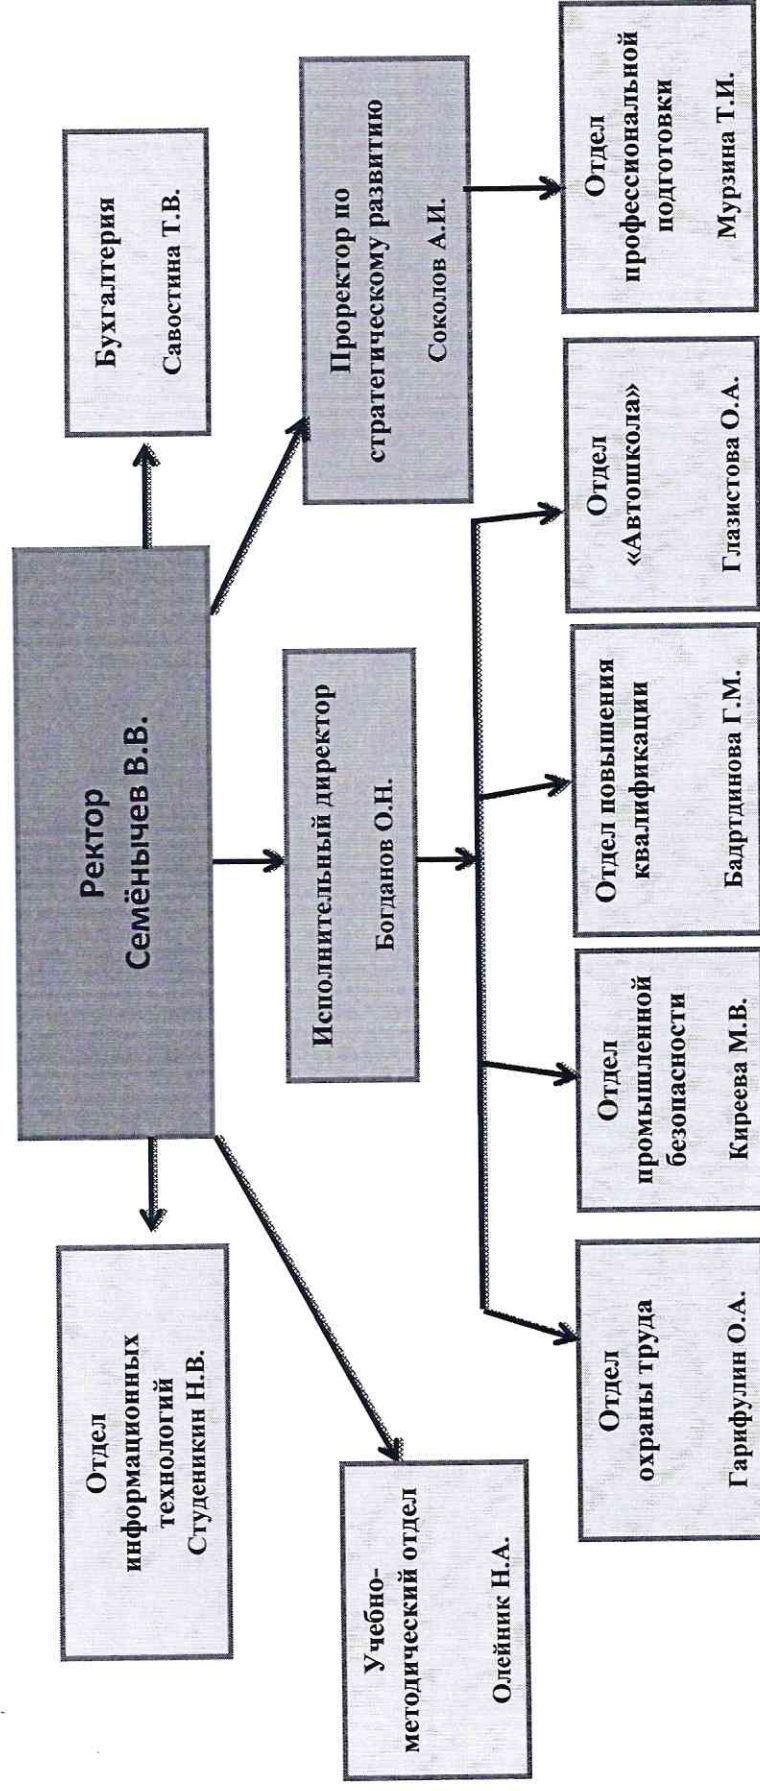 Ректор
Семёнычев В.В.
Отдел
информационных
технологий
Студеникин Н.В.
Бухгалтерия
Савостина Т.В.
Учебно-
методический отдел
Олейник Н.А.
Исполнительный директор
Богданов О.Н.
Проректор по
стратегическому развитию
Соколов А.И.
Отдел
охраны труда
Гарифулин О.А.
Отдел
промышленной
безопасности
Киреева М.В.
Отдел повышения
квалификации
Бадртдинова Г.М.
Отдел
«Автошкола»
Глазистова О.А.
Отдел
профессиональной
подготовки
Мурзина Т.И.